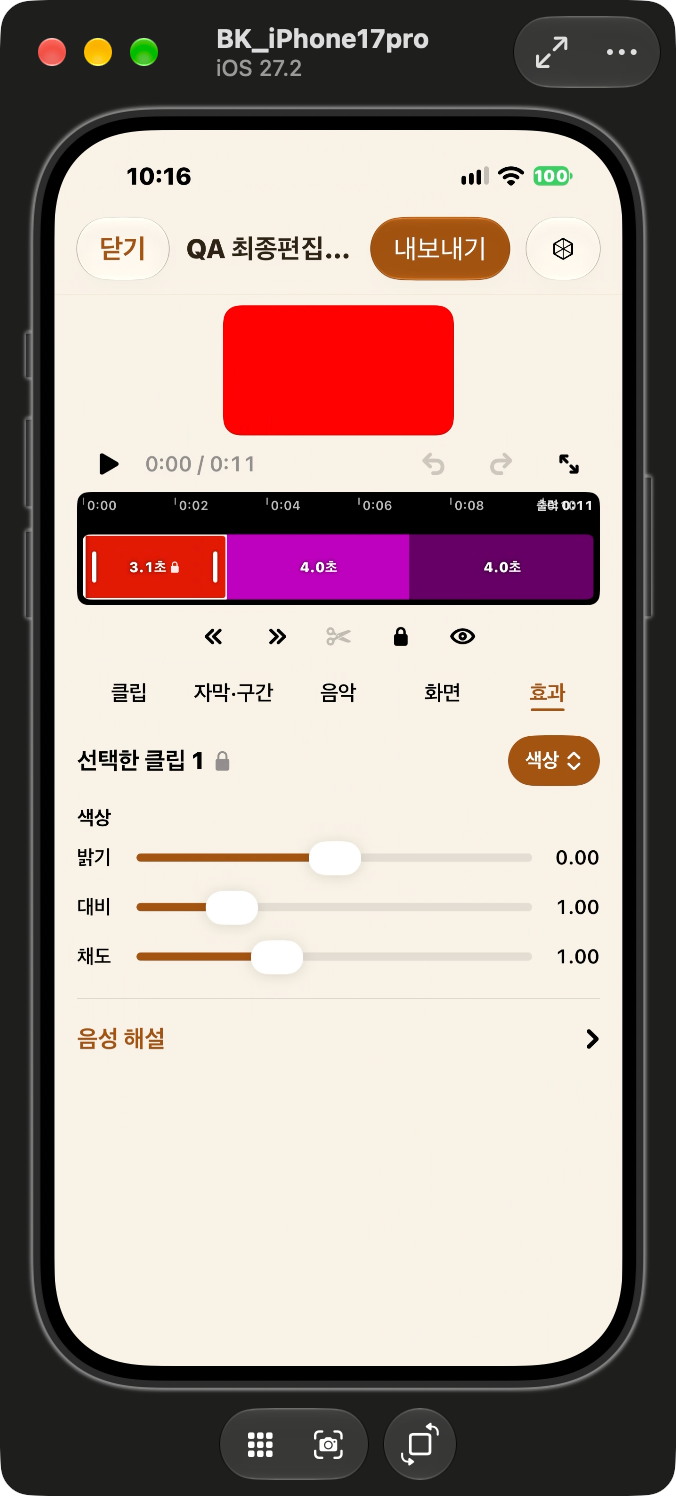 BK_iPhone17pro
iOS 27.2
10:16
100
닫기
QA 최종편집...
내보내기
0:00 / 0:11
0:00
0:02
0:04
0:06
0:08
출력 0:11
3.1초
4.0초
4.0초
클립
자막·구간
음악
화면
효과
선택한 클립 1
색상
색상
밝기
0.00
대비
1.00
채도
1.00
음성 해설